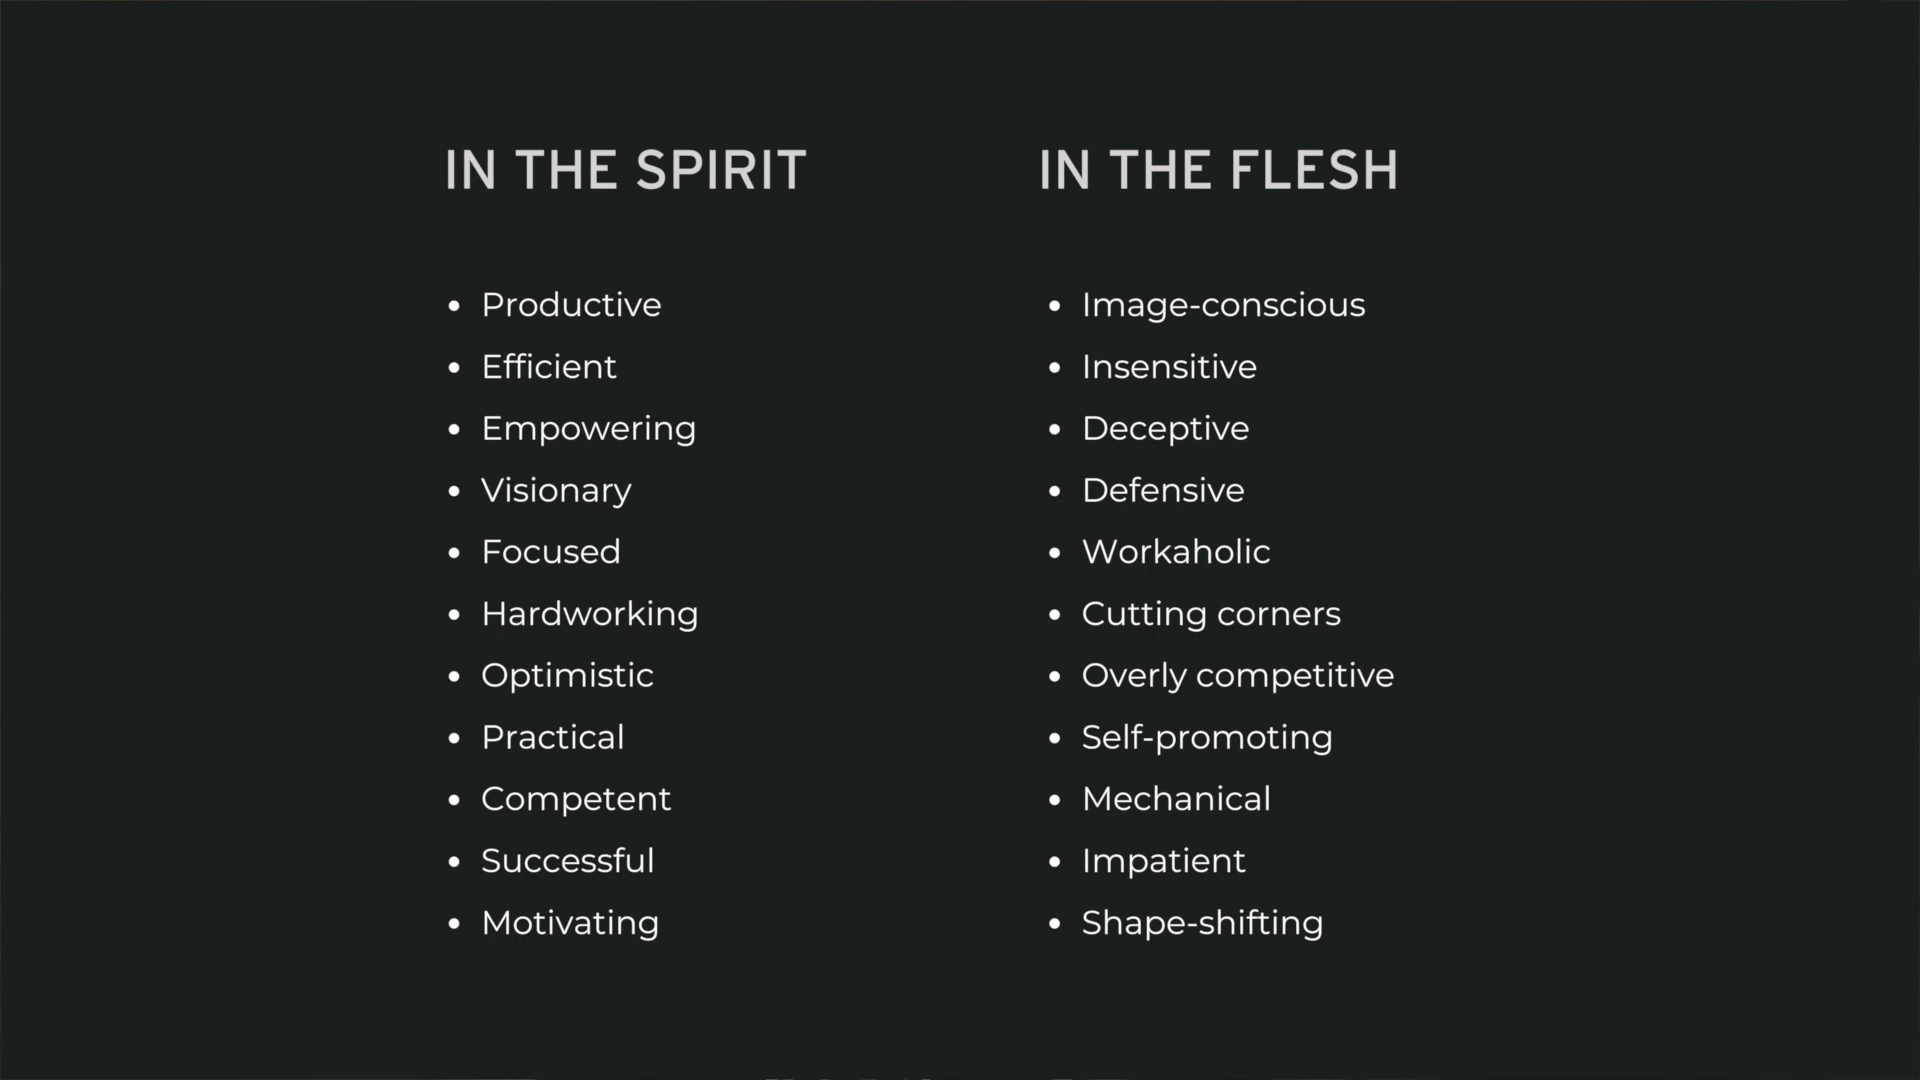 IN THE SPIRIT
• Productive
• Efficient
• Empowering
• Visionary
• Focused
• Hardworking
• Optimistic
• Practical
• Competent
• Successful
• Motivating
IN THE FLESH
• Image-conscious
• Insensitive
• Deceptive
• Defensive
• Workaholic
• Cutting corners
• Overly competitive
• Self-promoting
• Mechanical
• Impatient
• Shape-shifting